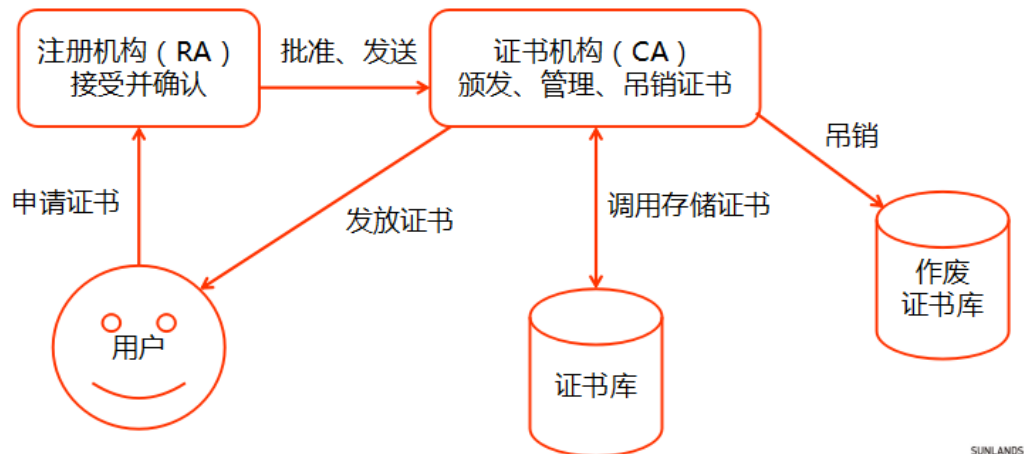 注册机构（RA）
接受并确认
批准、发送
证书机构（CA）
颁发、管理、吊销证书
吊销
申请证书
发放证书
调用存储证书
作废
证书库
用户
证书库
SUNLANDS